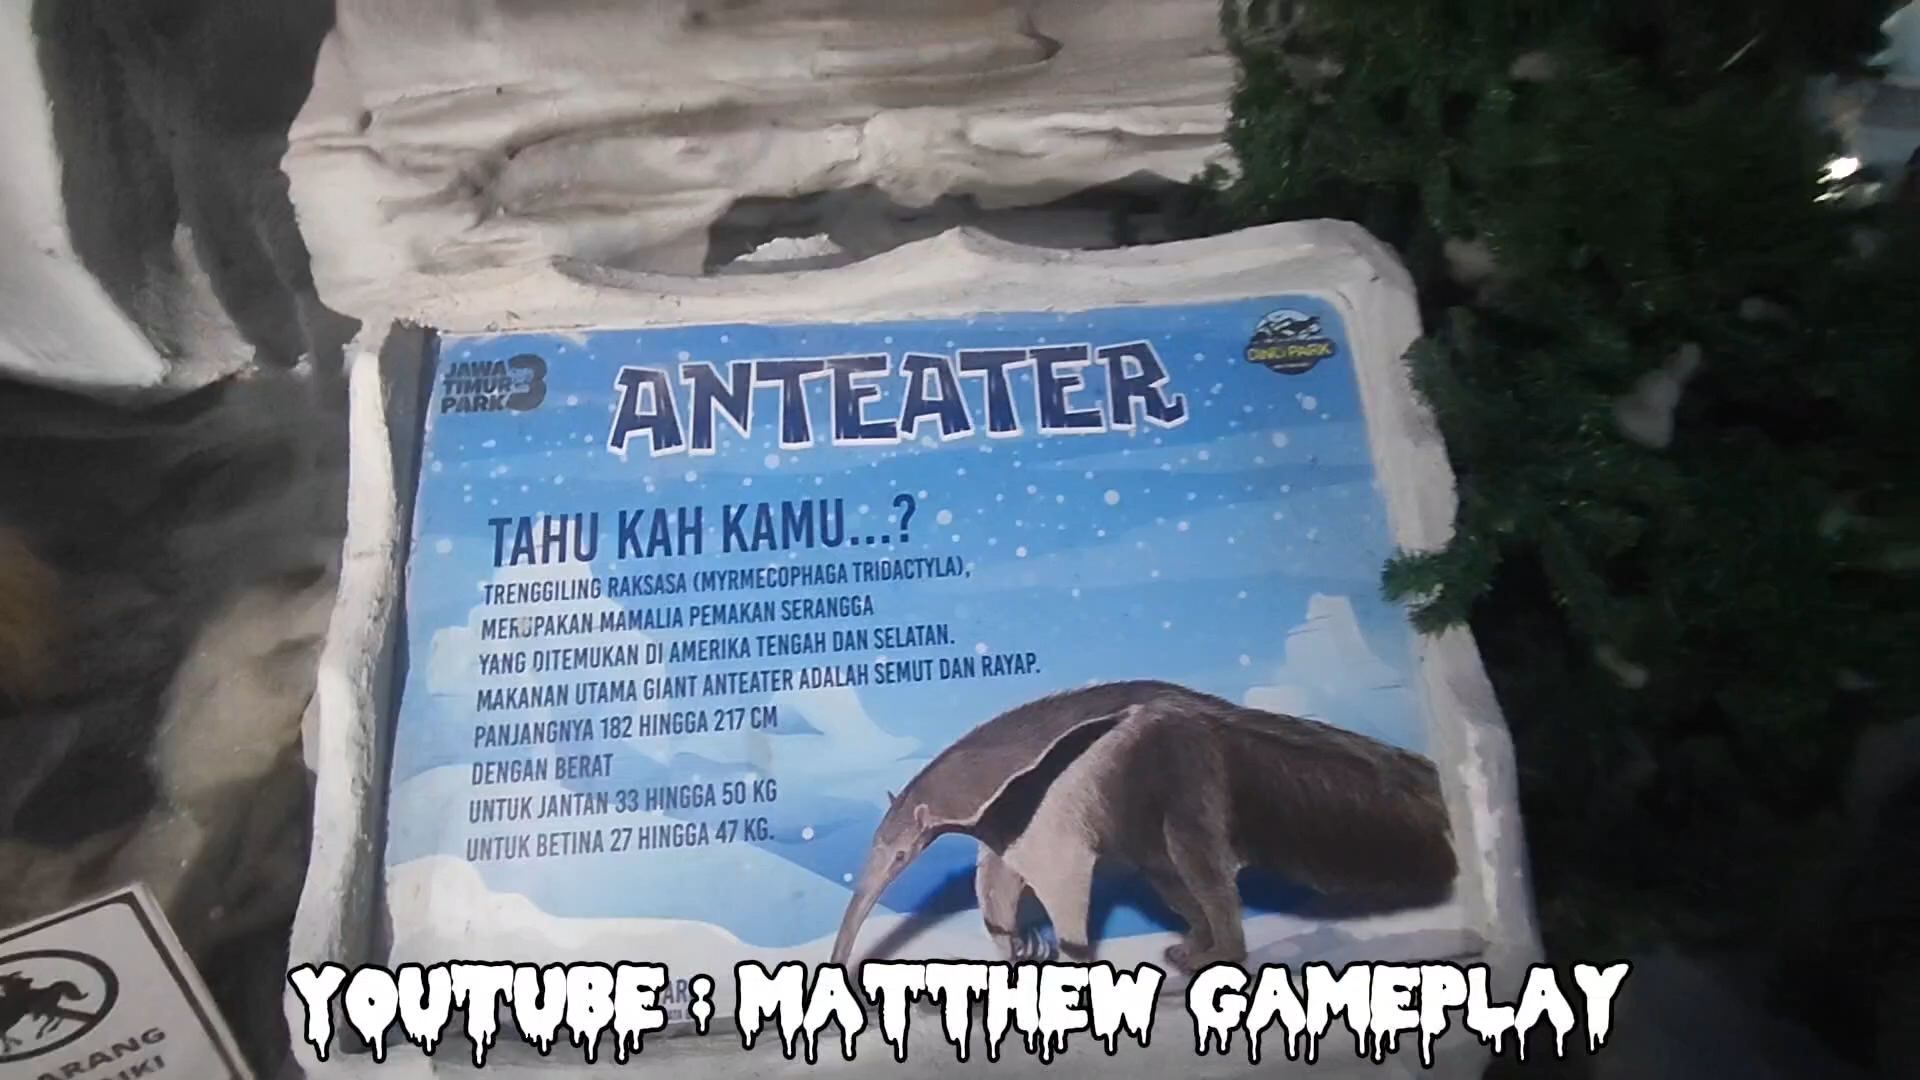 JAWA
TIMUR
PARK 3
ANTEATER
DINO PARK
TAHU KAH KAMU...?
TRENGGILING RAKSASA (MYRMECOPHAGA TRIDACTYLA),
MERUPAKAN MAMALIA PEMAKAN SERANGGA
YANG DITEMUKAN DI AMERIKA TENGAH DAN SELATAN.
MAKANAN UTAMA GIANT ANTEATER ADALAH SEMUT DAN RAYAP.
PANJANGNYA 182 HINGGA 217 CM
DENGAN BERAT
UNTUK JANTAN 33 HINGGA 50 KG
UNTUK BETINA 27 HINGGA 47 KG.
YOUTUBE : MATTHEW GAMEPLAY